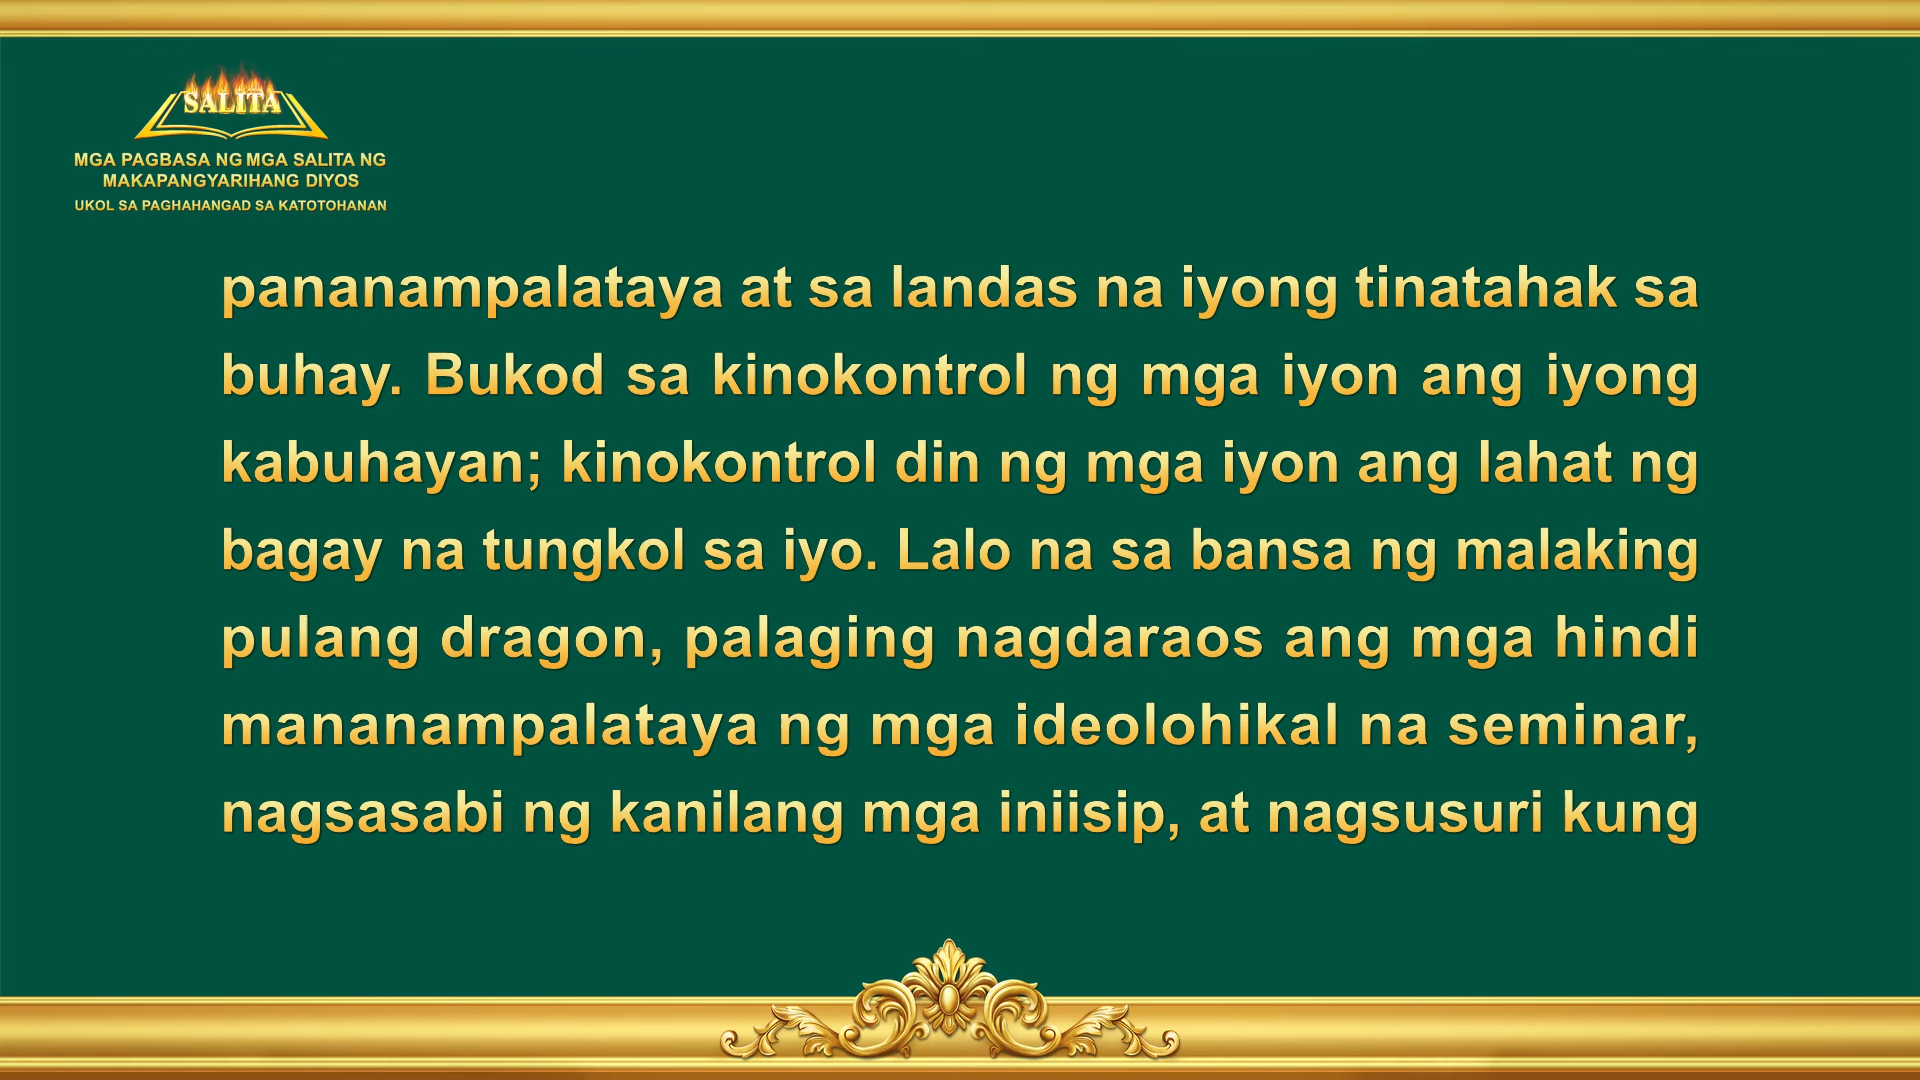 SALITA
MGA PAGBASA NG MGA SALITA NG
MAKAPANGYARIHANG DIYOS
UKOL SA PAGHAHANGAD SA KATOTOHANAN
pananampalataya at sa landas na iyong tinatahak sa
buhay. Bukod sa kinokontrol ng mga iyon ang iyong
kabuhayan; kinokontrol din ng mga iyon ang lahat ng
bagay na tungkol sa iyo. Lalo na sa bansa ng malaking
pulang dragon, palaging nagdaraos ang mga hindi
mananampalataya ng mga ideolohikal na seminar,
nagsasabi ng kanilang mga iniisip, at nagsusuri kung